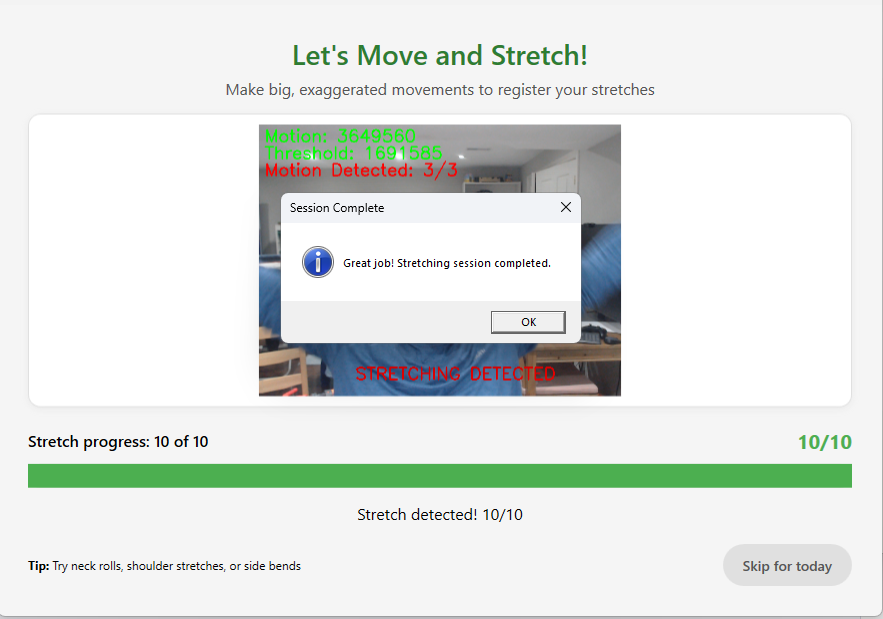 Let's Move and Stretch!
Make big, exaggerated movements to register your stretches
Motion: 3649560
Threshold: 1691585
Motion Detected: 3/3
Session Complete
Great job! Stretching session completed.
OK
STRETCHING DETECTED
Stretch progress: 10 of 10
10/10
Stretch detected! 10/10
Tip: Try neck rolls, shoulder stretches, or side bends
Skip for today